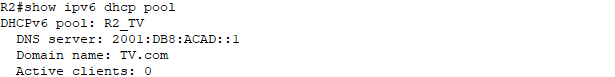 R2#show ipv6 dhcp pool
DHCPv6 pool: R2_TV
DNS server: 2001:DB8:ACAD::1
Domain name: TV.com
Active clients: 0